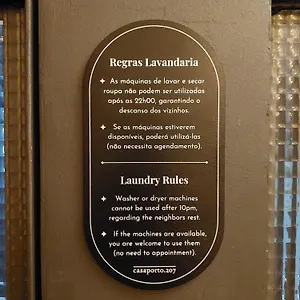 Regras Lavandaria
As máquinas de lavar e secar
roupa não podem ser utilizadas
após as 22h00, garantindo o
descanso dos vizinhos.
Se as máquinas estiverem
disponíveis, poderá utilizá-las
(não necessita agendamento).
Laundry Rules
Washer or dryer machines
cannot be used after 10pm,
regarding the neighbors rest.
If the machines are available,
you are welcome to use them
(no need to appointment).
casaporto.207